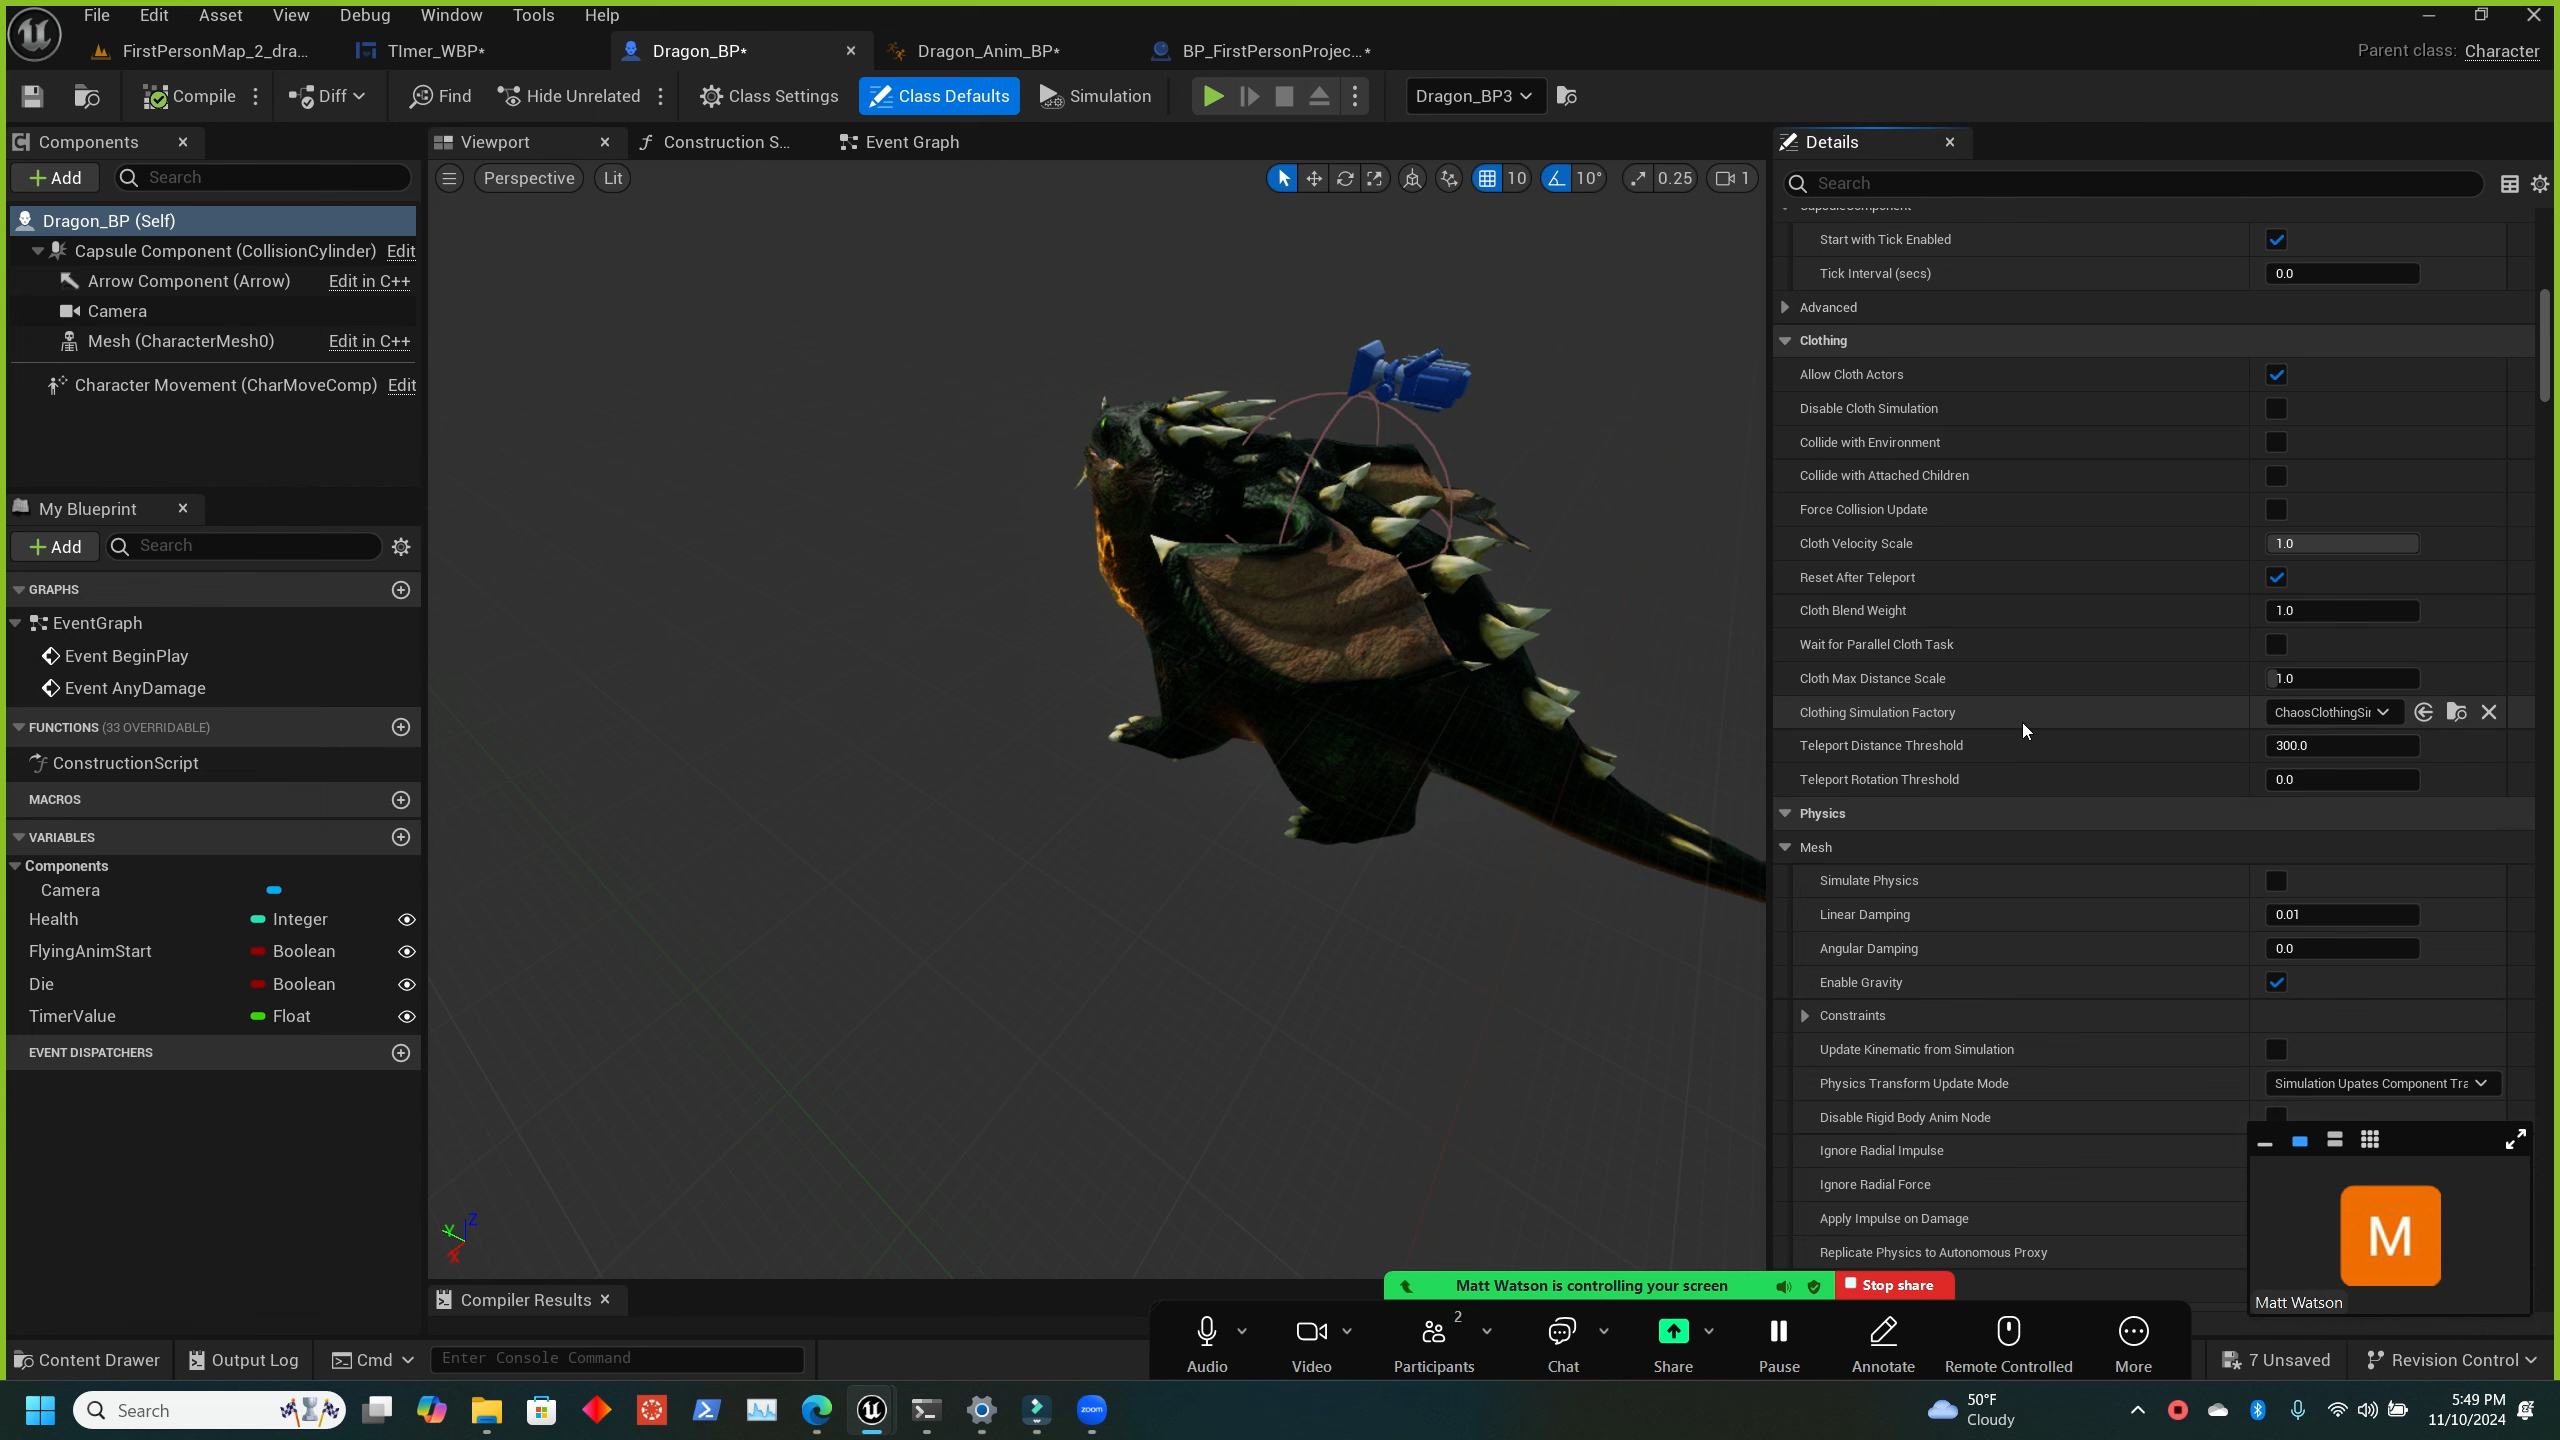 File Edit Asset View Debug Window Tools Help
FirstPersonMap_2_dra... TImer_WBP* Dragon_BP* Dragon_Anim_BP* BP_FirstPersonProjec...* Parent class: Character
Compile Diff Find Hide Unrelated Class Settings Class Defaults Simulation Dragon_BP3
Components
Add Search
Dragon_BP (Self)
Capsule Component (CollisionCylinder) Edit
Arrow Component (Arrow) Edit in C++
Camera
Mesh (CharacterMesh0) Edit in C++
Character Movement (CharMoveComp) Edit
My Blueprint
Add Search
GRAPHS
EventGraph
Event BeginPlay
Event AnyDamage
FUNCTIONS (33 OVERRIDABLE)
ConstructionScript
MACROS
VARIABLES
Components
Camera
Health Integer
FlyingAnimStart Boolean
Die Boolean
TimerValue Float
EVENT DISPATCHERS
Viewport Construction S... Event Graph
Perspective Lit 10 10° 0.25 1
Z
Y
X
Compiler Results
Details
Search
Start with Tick Enabled
Tick Interval (secs) 0.0
Advanced
Clothing
Allow Cloth Actors
Disable Cloth Simulation
Collide with Environment
Collide with Attached Children
Force Collision Update
Cloth Velocity Scale 1.0
Reset After Teleport
Cloth Blend Weight 1.0
Wait for Parallel Cloth Task
Cloth Max Distance Scale 1.0
Clothing Simulation Factory ChaosClothingSir
Teleport Distance Threshold 300.0
Teleport Rotation Threshold 0.0
Physics
Mesh
Simulate Physics
Linear Damping 0.01
Angular Damping 0.0
Enable Gravity
Constraints
Update Kinematic from Simulation
Physics Transform Update Mode Simulation Upates Component Tra
Disable Rigid Body Anim Node
Ignore Radial Impulse
Ignore Radial Force
Apply Impulse on Damage
Replicate Physics to Autonomous Proxy
M
Matt Watson
Matt Watson is controlling your screen Stop share
2
Audio Video Participants Chat Share Pause Annotate Remote Controlled More
Content Drawer Output Log Cmd Enter Console Command 7 Unsaved Revision Control
Search zoom 50°F
Cloudy
5:49 PM
11/10/2024